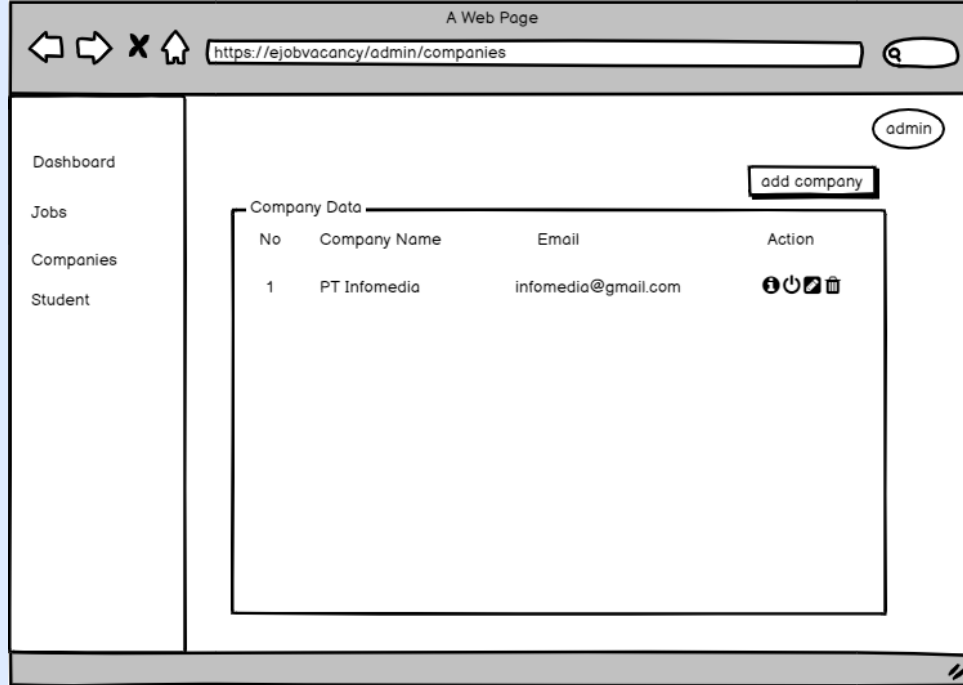 A Web Page
https://ejobvacancy/admin/companies
admin
Dashboard
Jobs
Companies
Student
add company
Company Data
No Company Name Email Action
1 PT Infomedia infomedia@gmail.com